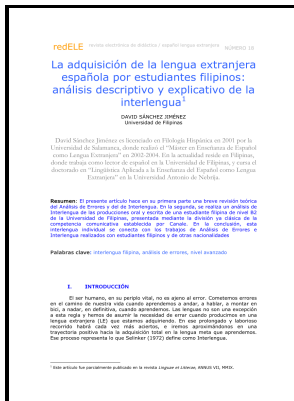 redELE revista electrónica de didáctica / español lengua extranjera NÚMERO 18
La adquisición de la lengua extranjera
española por estudiantes filipinos:
análisis descriptivo y explicativo de la
interlengua1
DAVID SÁNCHEZ JIMÉNEZ
Universidad de Filipinas
David Sánchez Jiménez es licenciado en Filología Hispánica en 2001 por la
Universidad de Salamanca, donde realizó el "Máster en Enseñanza de Español
como Lengua Extranjera" en 2002-2004. En la actualidad reside en Filipinas,
donde trabaja como lector de español en la Universidad de Filipinas, y cursa el
doctorado en "Lingüística Aplicada a la Enseñanza del Español como Lengua
Extranjera" en la Universidad Antonio de Nebrija.
Resumen: El presente artículo hace en su primera parte una breve revisión teórica
del Análisis de Errores y del de Interlengua. En la segunda, se realiza un análisis de
Interlengua de las producciones oral y escrita de una estudiante filipina de nivel B2
de la Universidad de Filipinas, presentada mediante la división ya clásica de la
competencia comunicativa establecida por Canale. En la conclusión, esta
interlengua individual se conecta con los trabajos de Análisis de Errores e
Interlengua realizados con estudiantes filipinos y de otras nacionalidades
Palabras clave: interlengua filipina, análisis de errores, nivel avanzado
I. INTRODUCCIÓN
El ser humano, en su periplo vital, no es ajeno al error. Cometemos errores
en el camino de nuestra vida cuando aprendemos a andar, a hablar, a montar en
bici, a nadar, en definitiva, cuando aprendemos. Las lenguas no son una excepción
a esta regla y hemos de asumir la necesidad de errar cuando producimos en una
lengua extranjera (LE) que estamos adquiriendo. En ese prolongado y laborioso
recorrido habrá cada vez más aciertos, e iremos aproximándonos en una
trayectoria positiva hacia la adquisición total en la lengua meta que aprendemos.
Ese proceso representa lo que Selinker (1972) define como Interlengua.
1 Este artículo fue parcialmente publicado en la revista Linguae et Litterae, ANNUS VII, MMIX.